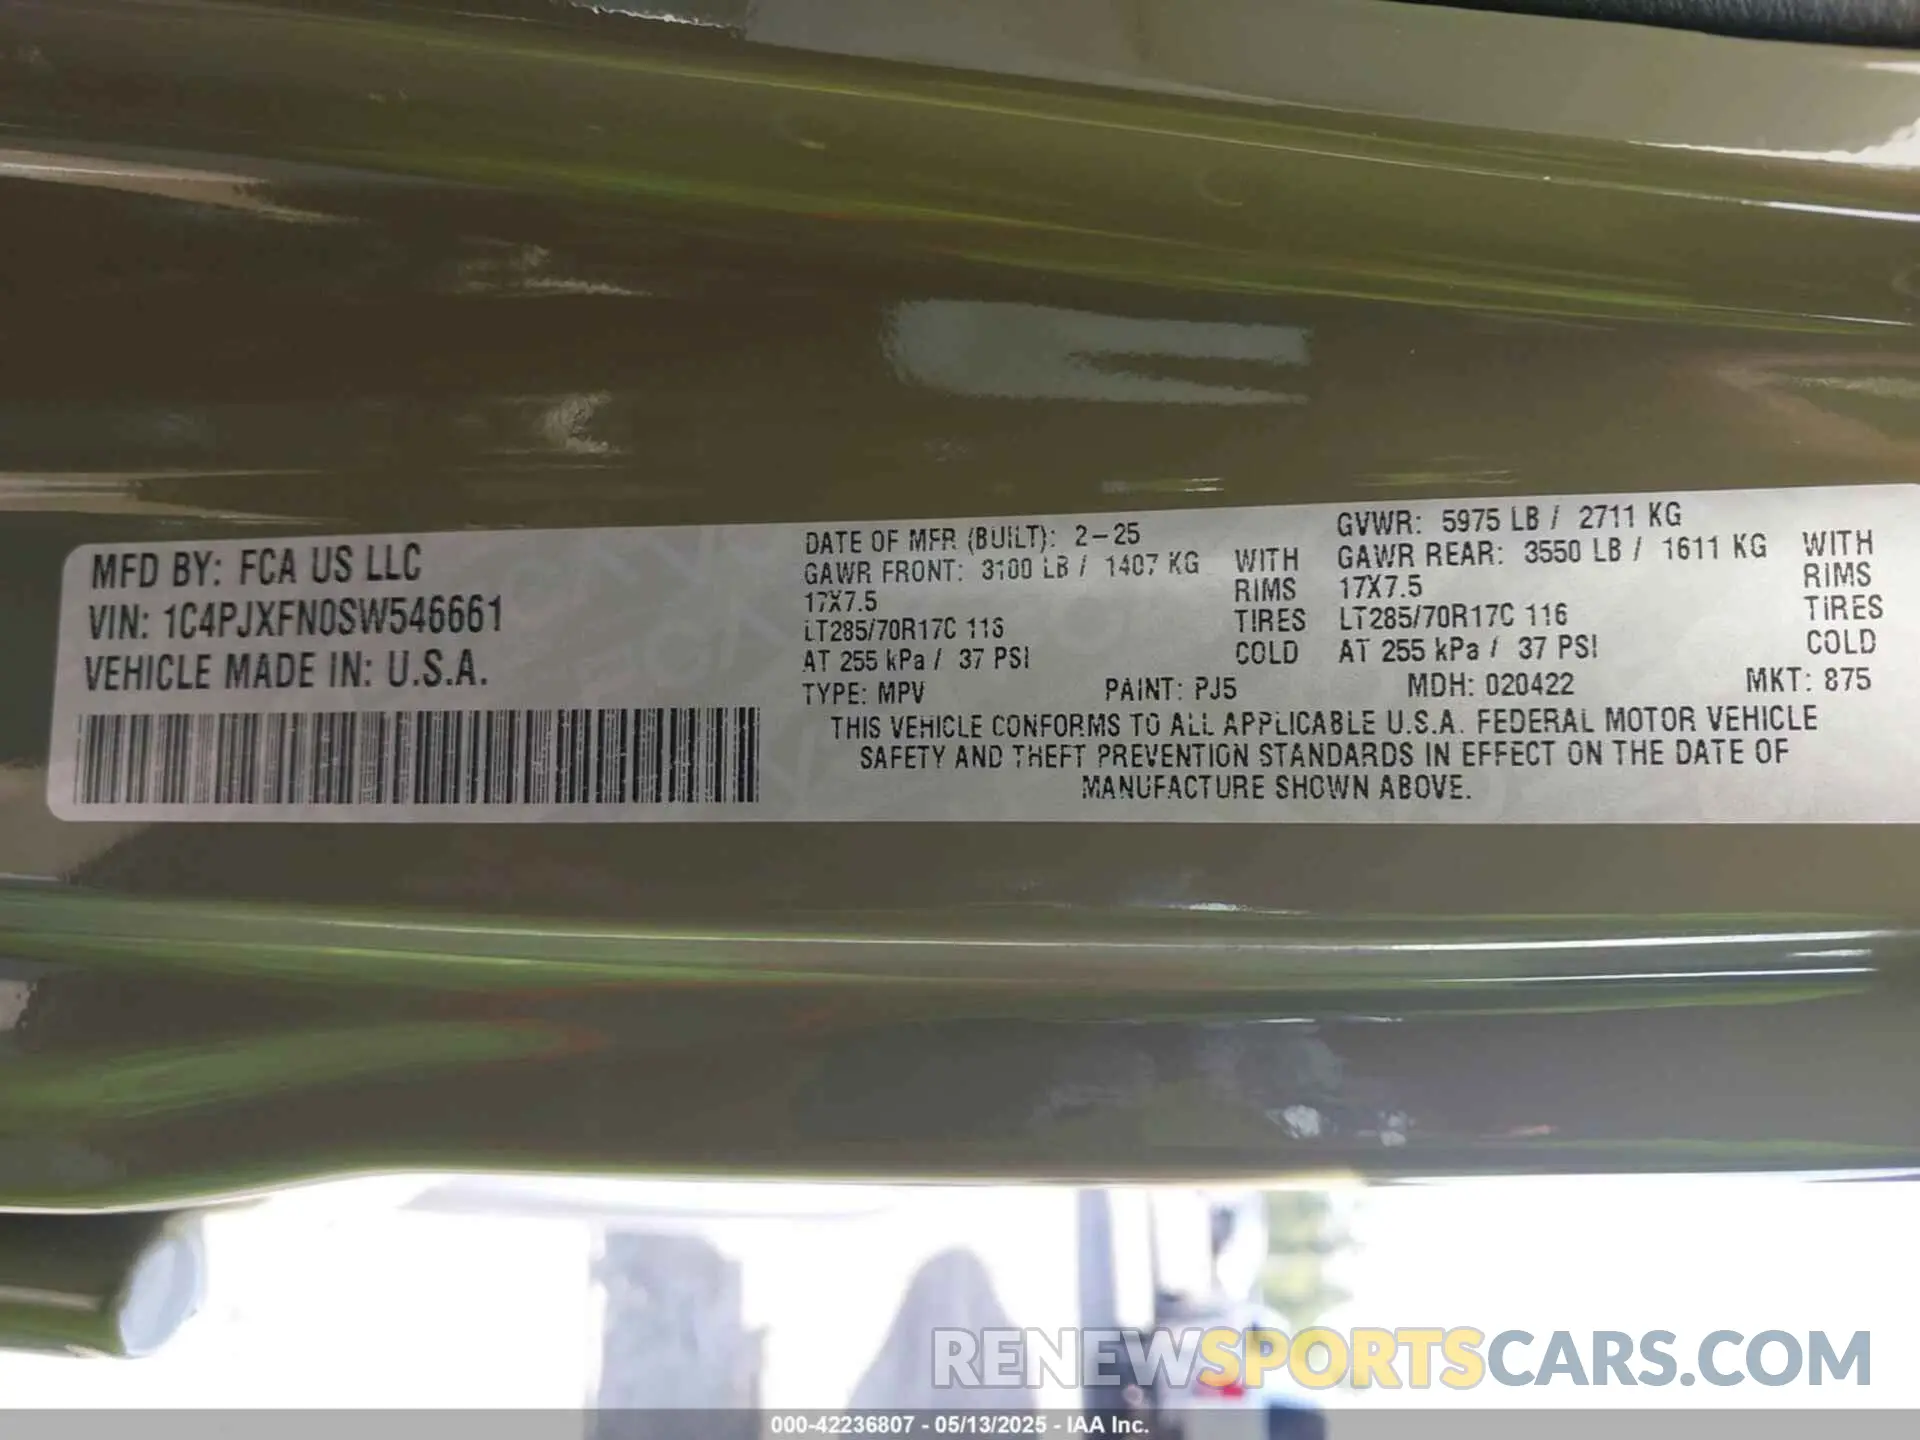 MFD BY: FCA US LLC
VIN: 1C4PJXFN0SW546661
VEHICLE MADE IN: U.S.A.
DATE OF MFR (BUILT): 2-25
GAWR FRONT: 3100 LB / 1407 KG WITH
17X7.5 RIMS
LT285/70R17C 116 TIRES
AT 255 kPa / 37 PSI COLD
GVWR: 5975 LB / 2711 KG
GAWR REAR: 3550 LB / 1611 KG WITH
17X7.5 RIMS
LT285/70R17C 116 TIRES
AT 255 kPa / 37 PSI COLD
TYPE: MPV PAINT: PJ5 MDH: 020422 MKT: 875
THIS VEHICLE CONFORMS TO ALL APPLICABLE U.S.A. FEDERAL MOTOR VEHICLE
SAFETY AND THEFT PREVENTION STANDARDS IN EFFECT ON THE DATE OF
MANUFACTURE SHOWN ABOVE.
RENEWSPORTSCARS.COM
000-42236807 - 05/13/2025 - IAA Inc.